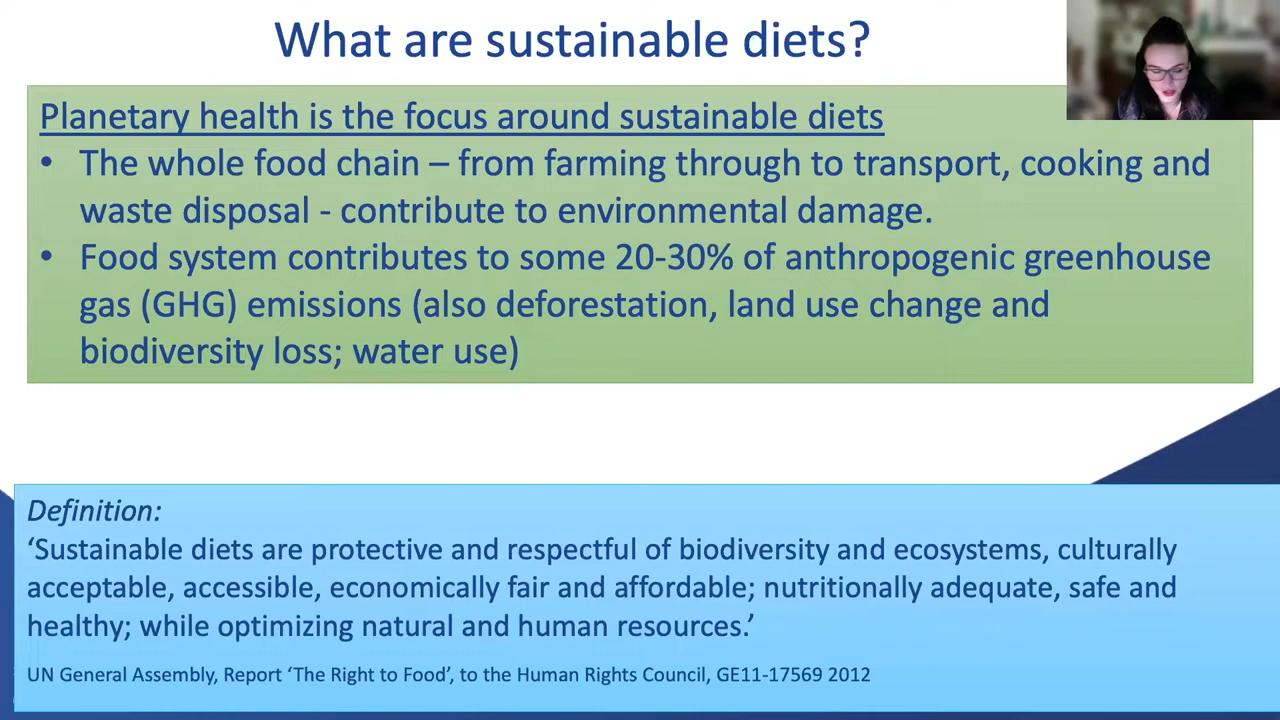 What are sustainable diets?
Planetary health is the focus around sustainable diets
• The whole food chain – from farming through to transport, cooking and
waste disposal - contribute to environmental damage.
• Food system contributes to some 20-30% of anthropogenic greenhouse
gas (GHG) emissions (also deforestation, land use change and
biodiversity loss; water use)
Definition:
‘Sustainable diets are protective and respectful of biodiversity and ecosystems, culturally
acceptable, accessible, economically fair and affordable; nutritionally adequate, safe and
healthy; while optimizing natural and human resources.’
UN General Assembly, Report ‘The Right to Food’, to the Human Rights Council, GE11-17569 2012